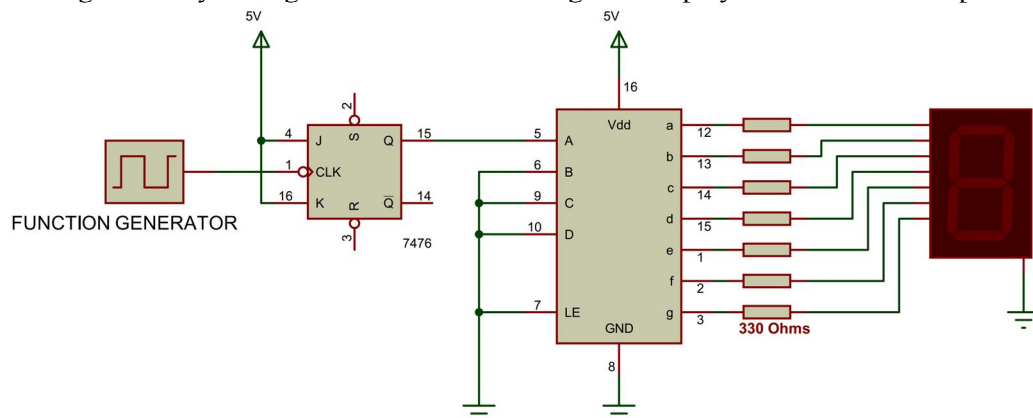 5V
5V
16
4 J S Q 15
2
1 CLK
16 K R Q 14
3
7476
FUNCTION GENERATOR
Vdd
5 A
6 B
9 C
10 D
7 LE
GND
8
a 12
b 13
c 14
d 15
e 1
f 2
g 3
330 Ohms